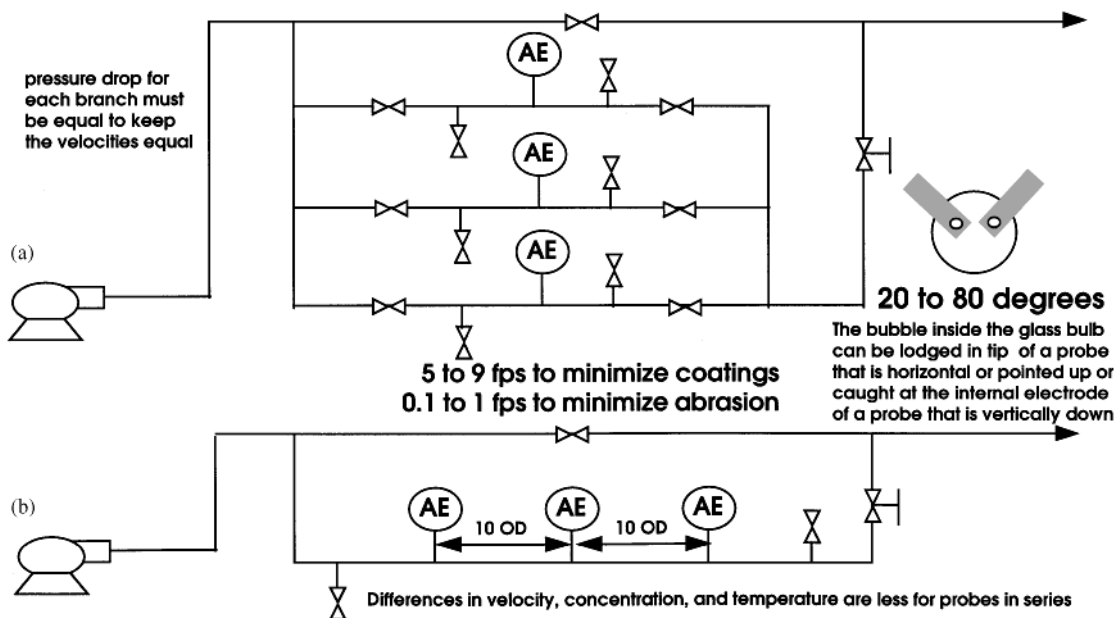 AE
pressure drop for
each branch must
be equal to keep
the velocities equal
AE
(a)
AE
20 to 80 degrees
The bubble inside the glass bulb
can be lodged in tip of a probe
that is horizontal or pointed up or
caught at the internal electrode
of a probe that is vertically down
5 to 9 fps to minimize coatings
0.1 to 1 fps to minimize abrasion
(b)
AE
AE
AE
10 OD
10 OD
Differences in velocity, concentration, and temperature are less for probes in series